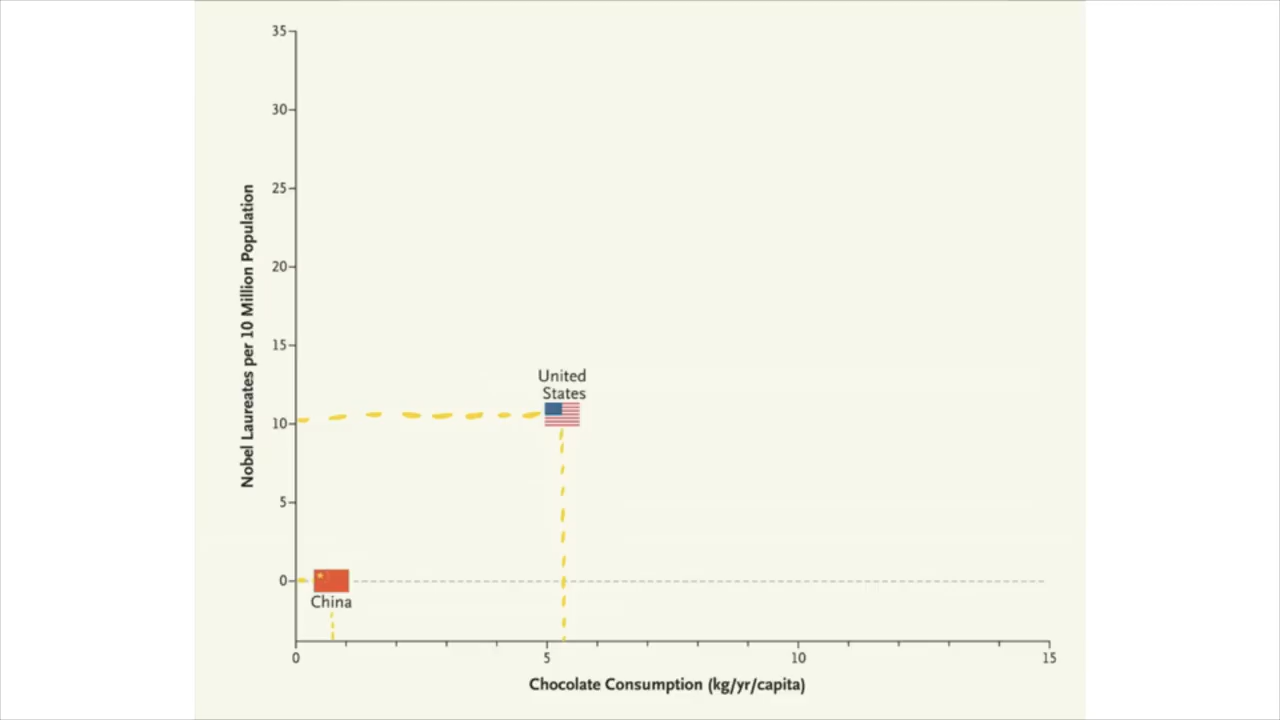 35
30
25
20
15
10
5
0
Nobel Laureates per 10 Million Population
United
States
China
0
5
10
15
Chocolate Consumption (kg/yr/capita)